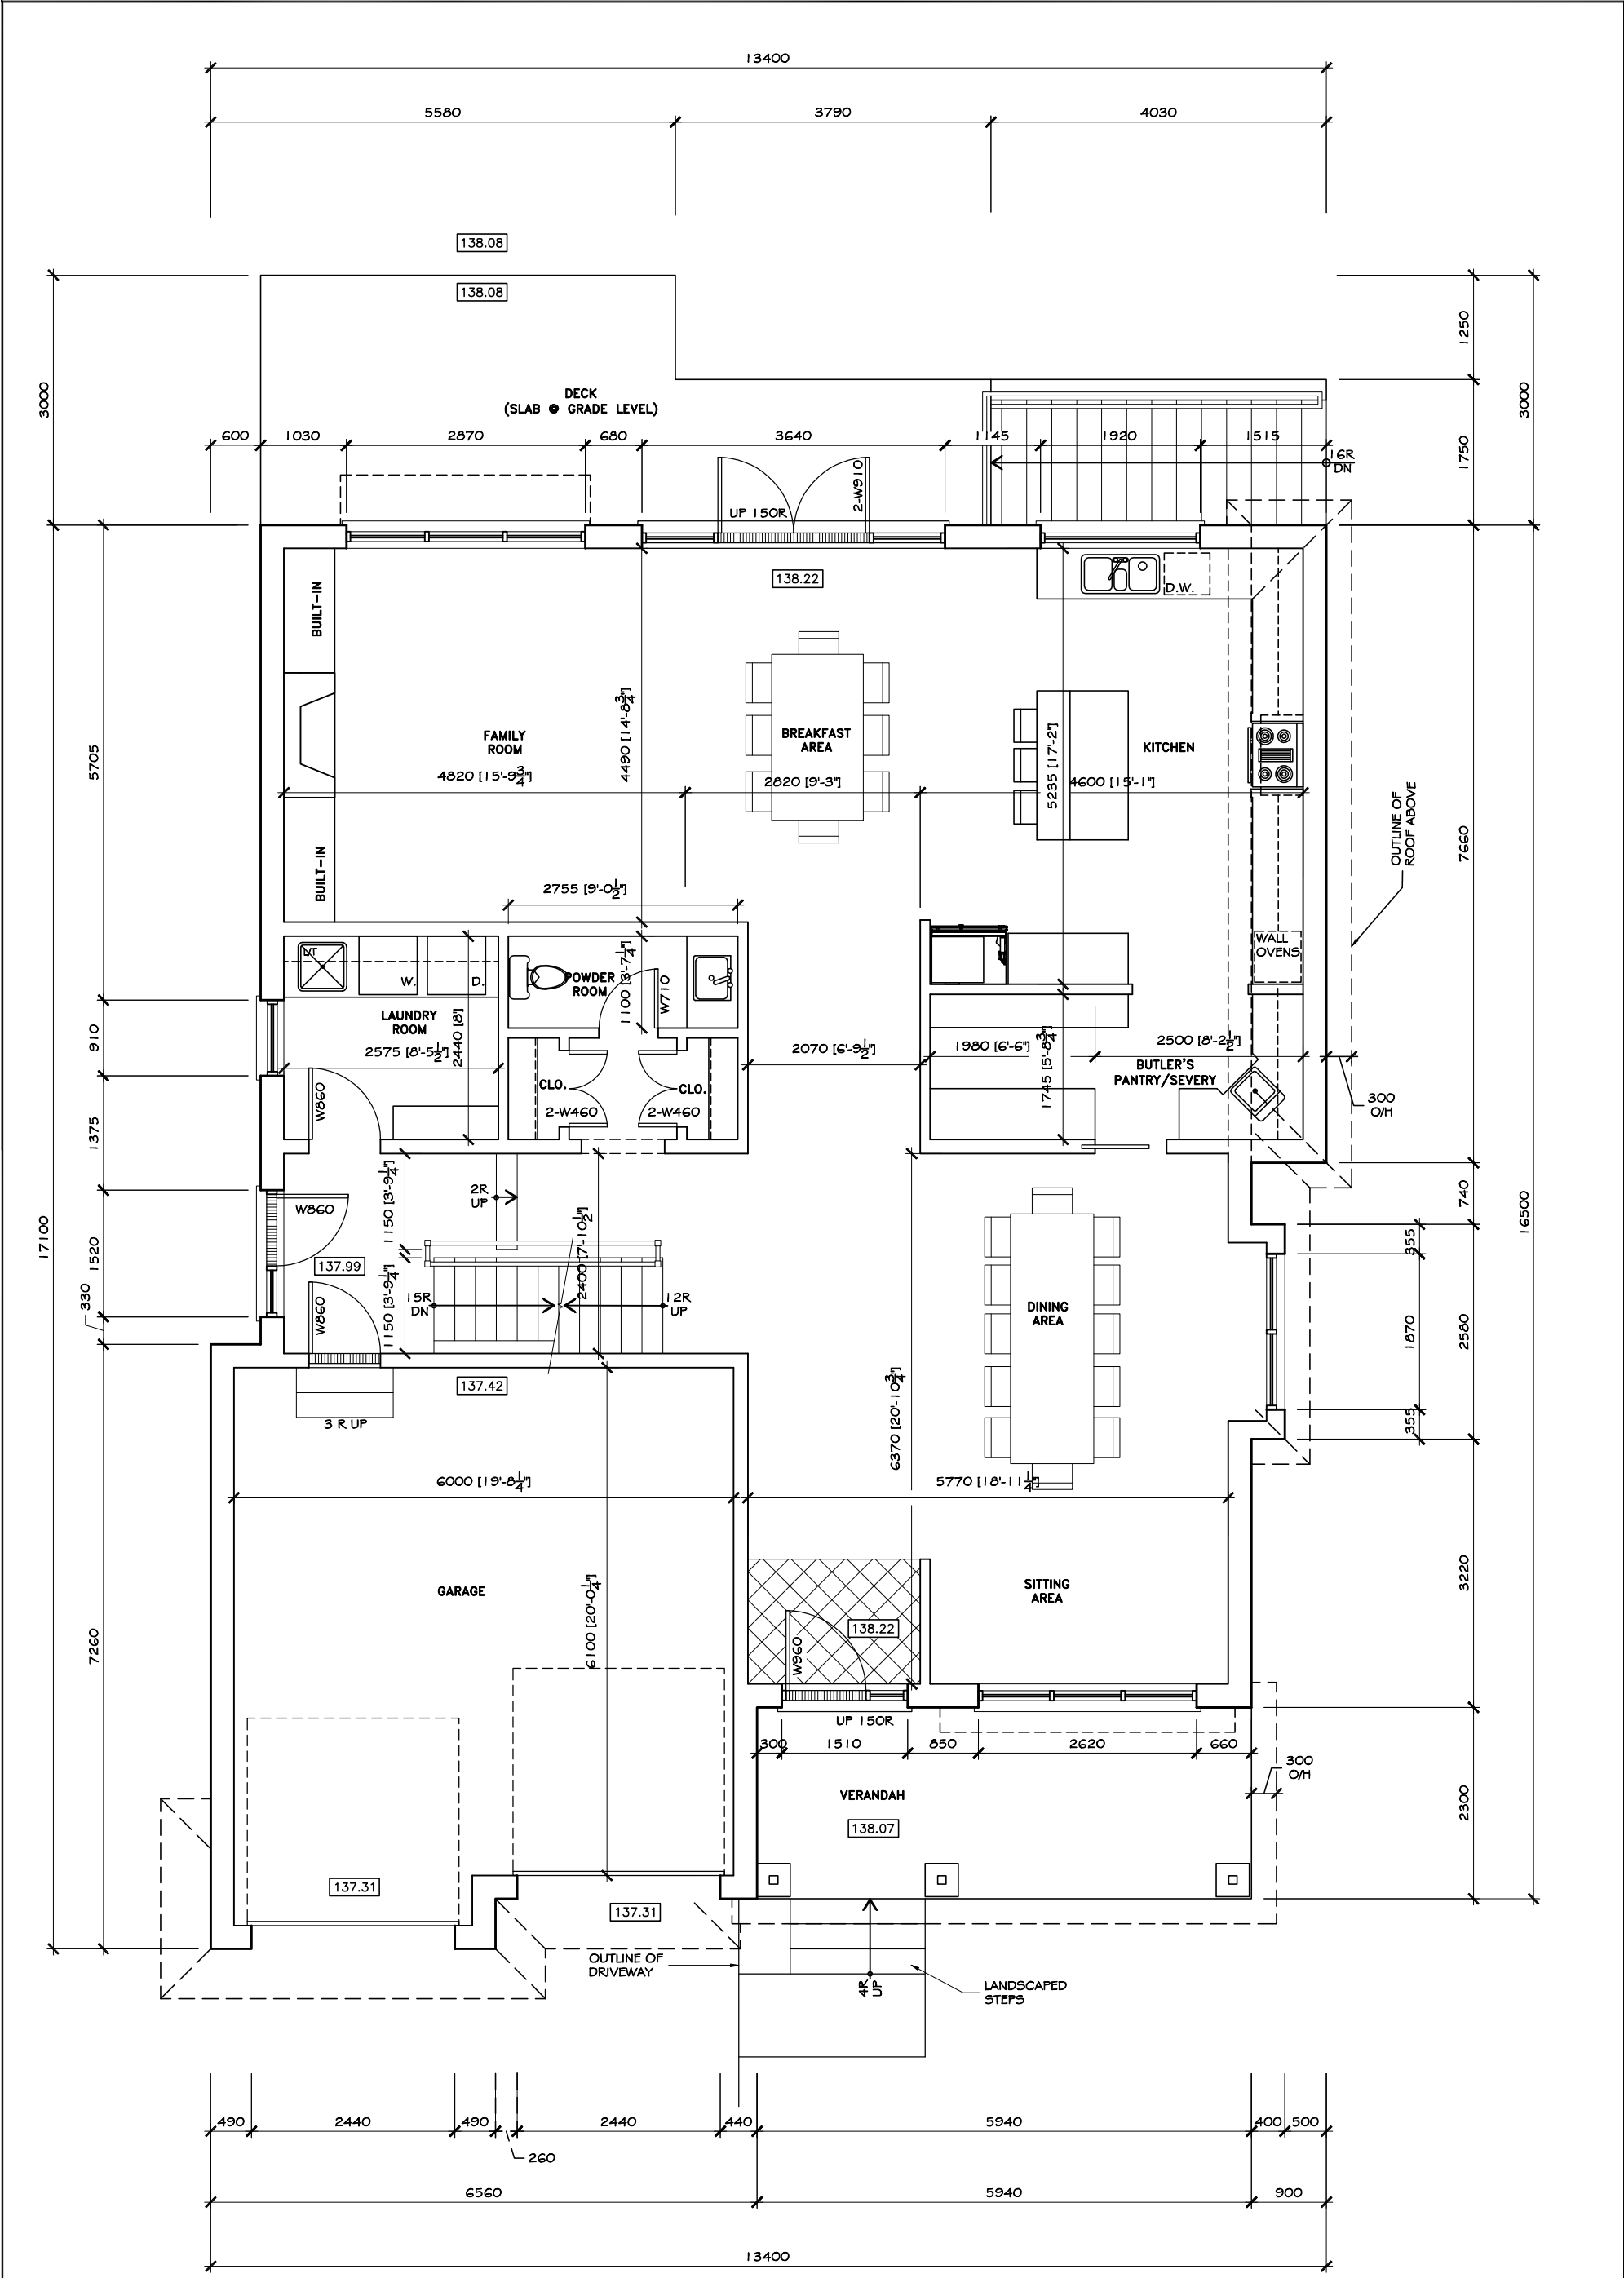 13400
5580
3790
4030
138.08
138.08
1250
3000
3000
DECK
(SLAB @ GRADE LEVEL)
600
1030
2870
680
3640
1145
1920
1515
1750
16R
DN
2-W910
UP 150R
138.22
D.W.
BUILT-IN
FAMILY
ROOM
4820 [15'-9 3/4"]
4490 [14'-8 3/4"]
BREAKFAST
AREA
2820 [9'-3"]
5235 [17'-2"]
KITCHEN
4600 [15'-1"]
5705
OUTLINE OF
ROOF ABOVE
7660
BUILT-IN
2755 [9'-0 1/2"]
WALL
OVENS
LT
W.
D.
POWDER
ROOM
1100 [3'-7 1/4"]
W710
LAUNDRY
ROOM
2575 [8'-5 1/2"]
2440 [8']
910
2070 [6'-9 1/2"]
1980 [6'-6"]
1745 [5'-8 3/4"]
2500 [8'-2 1/2"]
BUTLER'S
PANTRY/SEVERY
300
O/H
CLO.
CLO.
2-W460
2-W460
W860
1375
2R
UP
W860
1150 [3'-9 1/4"]
740
17100
16500
1520
137.99
2400 [7'-10 1/2"]
355
330
W860
1150 [3'-9 1/4"]
15R
DN
12R
UP
DINING
AREA
1870
2580
137.42
3 R UP
6370 [20'-10 3/4"]
355
6000 [19'-8 1/4"]
5770 [18'-11 1/4"]
GARAGE
6100 [20'-0 1/4"]
SITTING
AREA
3220
7260
138.22
W960
UP 150R
300
1510
850
2620
660
300
O/H
VERANDAH
138.07
2300
137.31
137.31
OUTLINE OF
DRIVEWAY
4R
UP
LANDSCAPED
STEPS
490
2440
490
2440
440
5940
400
500
260
6560
5940
900
13400